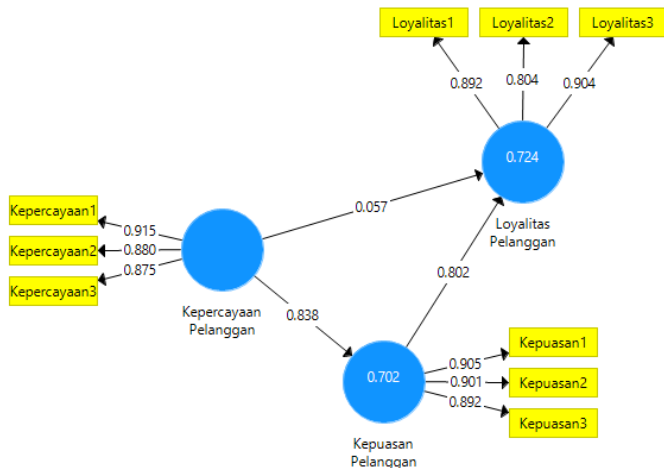 Loyalitas1
Loyalitas2
Loyalitas3
0.892
0.804
0.904
0.724
Loyalitas
Pelanggan
Kepercayaan1
Kepercayaan2
Kepercayaan3
0.915
0.880
0.875
Kepercayaan
Pelanggan
0.057
0.838
0.802
0.702
Kepuasan
Pelanggan
0.905
0.901
0.892
Kepuasan1
Kepuasan2
Kepuasan3